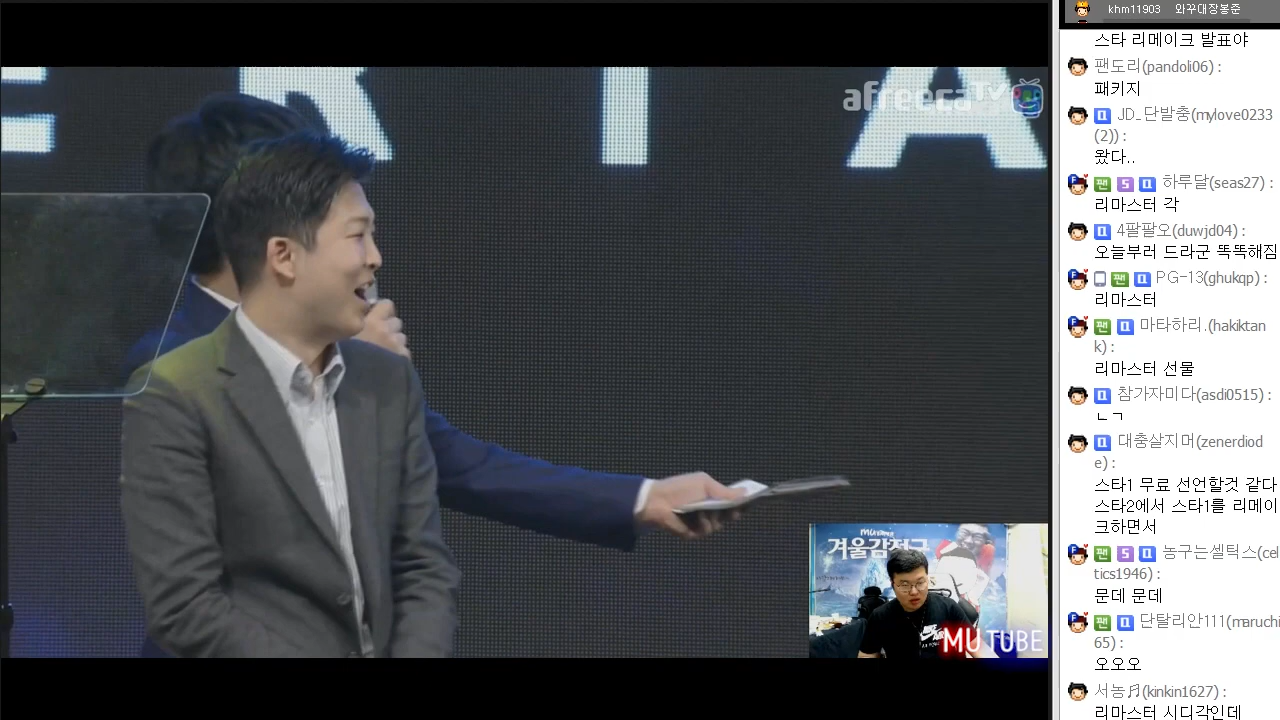 E R I A
afreecaTV
겨울감전구
MU TUBE
khm11903 와꾸대장봉준
스타 리메이크 발표야
팬도리(pandoli06) :
패키지
JD_단발충(mylove0233
(2)) :
왔다..
팬 S 하루달(seas27) :
리마스터 각
4팔팔오(duwjd04) :
오늘부러 드라군 똑똑해짐
팬 PG-13(ghukqp) :
리마스터
팬 마타하리.(hakiktan
k) :
리마스터 선물
참가자미다(asdi0515) :
ㄴㄱ
대충살지머(zenerdiod
e) :
스타1 무료 선언할것 같다
스타2에서 스타1를 리메이
크하면서
팬 S 농구는셀틱스(cel
tics1946) :
문데 문데
팬 단탈리안111(maruchi
65) :
오오오
서농♬(kinkin1627) :
리마스터 시디각인데